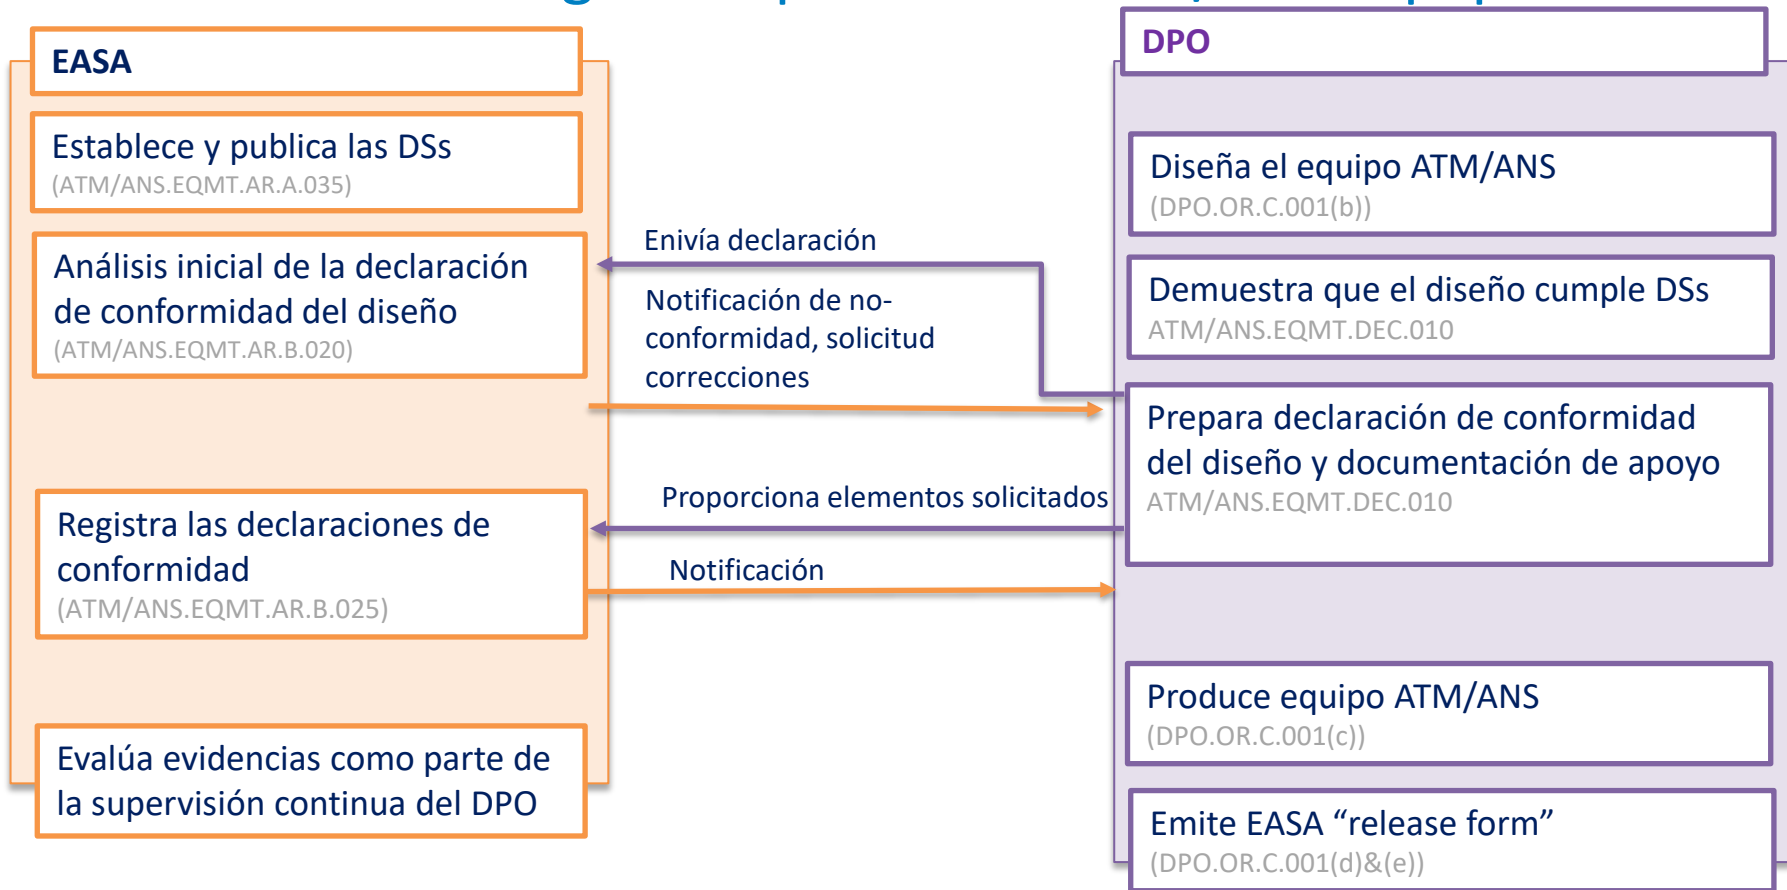 EASA
Establece y publica las DSs
(ATM/ANS.EQMT.AR.A.035)
Análisis inicial de la declaración
de conformidad del diseño
(ATM/ANS.EQMT.AR.B.020)
Registra las declaraciones de
conformidad
(ATM/ANS.EQMT.AR.B.025)
Evalúa evidencias como parte de
la supervisión continua del DPO
Enivía declaración
Notificación de no-
conformidad, solicitud
correcciones
Proporciona elementos solicitados
Notificación
DPO
Diseña el equipo ATM/ANS
(DPO.OR.C.001(b))
Demuestra que el diseño cumple DSs
ATM/ANS.EQMT.DEC.010
Prepara declaración de conformidad
del diseño y documentación de apoyo
ATM/ANS.EQMT.DEC.010
Produce equipo ATM/ANS
(DPO.OR.C.001(c))
Emite EASA “release form”
(DPO.OR.C.001(d)&(e))